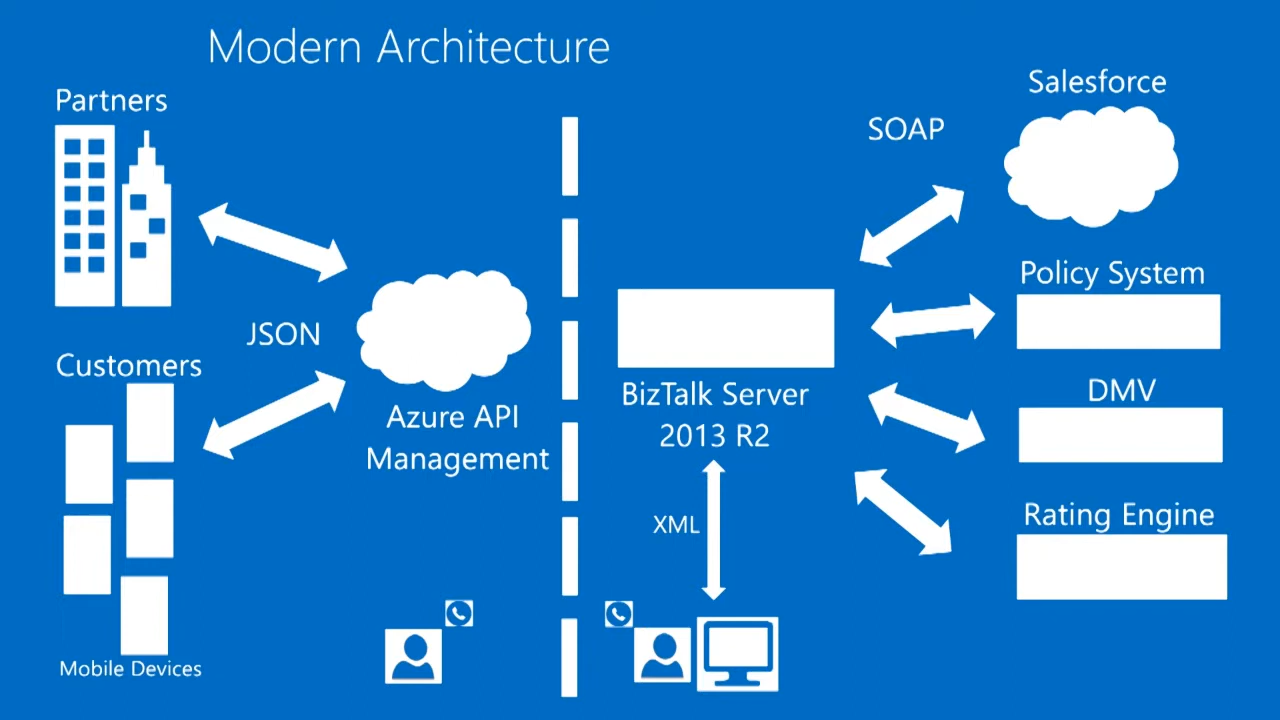 Modern Architecture
Partners
Salesforce
SOAP
JSON
Policy System
Customers
Azure API
Management
BizTalk Server
2013 R2
DMV
XML
Rating Engine
Mobile Devices